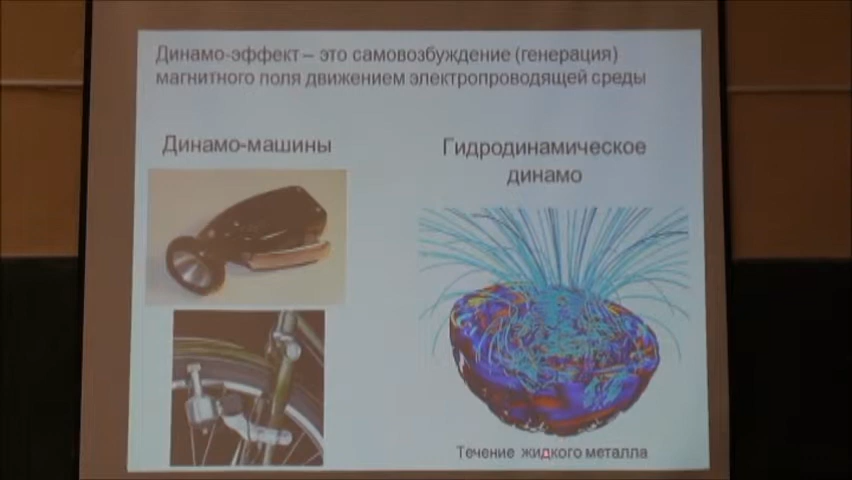 Динамо-эффект – это самовозбуждение (генерация)
магнитного поля движением электропроводящей среды
Динамо-машины
Гидродинамическое
динамо
Течение жидкого металла